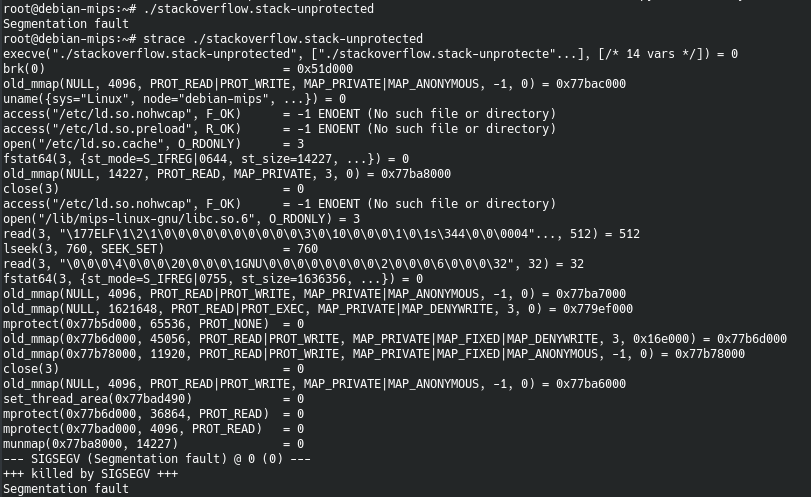 root@debian-mips:~# ./stackoverflow.stack-unprotected
Segmentation fault
root@debian-mips:~# strace ./stackoverflow.stack-unprotected
execve("./stackoverflow.stack-unprotected", ["./stackoverflow.stack-unprotecte"...], [/* 14 vars */]) = 0
brk(0)                                  = 0x51d000
old_mmap(NULL, 4096, PROT_READ|PROT_WRITE, MAP_PRIVATE|MAP_ANONYMOUS, -1, 0) = 0x77bac000
uname({sys="Linux", node="debian-mips", ...}) = 0
access("/etc/ld.so.nohwcap", F_OK)      = -1 ENOENT (No such file or directory)
access("/etc/ld.so.preload", R_OK)      = -1 ENOENT (No such file or directory)
open("/etc/ld.so.cache", O_RDONLY)      = 3
fstat64(3, {st_mode=S_IFREG|0644, st_size=14227, ...}) = 0
old_mmap(NULL, 14227, PROT_READ, MAP_PRIVATE, 3, 0) = 0x77ba8000
close(3)                                = 0
access("/etc/ld.so.nohwcap", F_OK)      = -1 ENOENT (No such file or directory)
open("/lib/mips-linux-gnu/libc.so.6", O_RDONLY) = 3
read(3, "\177ELF\1\2\1\0\0\0\0\0\0\0\0\0\0\3\0\10\0\0\0\1\0\1s\344\0\0\0004"..., 512) = 512
lseek(3, 760, SEEK_SET)                 = 760
read(3, "\0\0\0\4\0\0\0\20\0\0\0\1GNU\0\0\0\0\0\0\0\0\2\0\0\0\6\0\0\0\32", 32) = 32
fstat64(3, {st_mode=S_IFREG|0755, st_size=1636356, ...}) = 0
old_mmap(NULL, 4096, PROT_READ|PROT_WRITE, MAP_PRIVATE|MAP_ANONYMOUS, -1, 0) = 0x77ba7000
old_mmap(NULL, 1621648, PROT_READ|PROT_EXEC, MAP_PRIVATE|MAP_DENYWRITE, 3, 0) = 0x779ef000
mprotect(0x77b5d000, 65536, PROT_NONE)  = 0
old_mmap(0x77b6d000, 45056, PROT_READ|PROT_WRITE, MAP_PRIVATE|MAP_FIXED|MAP_DENYWRITE, 3, 0x16e000) = 0x77b6d000
old_mmap(0x77b78000, 11920, PROT_READ|PROT_WRITE, MAP_PRIVATE|MAP_FIXED|MAP_ANONYMOUS, -1, 0) = 0x77b78000
close(3)                                = 0
old_mmap(NULL, 4096, PROT_READ|PROT_WRITE, MAP_PRIVATE|MAP_ANONYMOUS, -1, 0) = 0x77ba6000
set_thread_area(0x77bad490)             = 0
mprotect(0x77b6d000, 36864, PROT_READ)  = 0
mprotect(0x77bad000, 4096, PROT_READ)   = 0
munmap(0x77ba8000, 14227)               = 0
--- SIGSEGV (Segmentation fault) @ 0 (0) ---
+++ killed by SIGSEGV +++
Segmentation fault